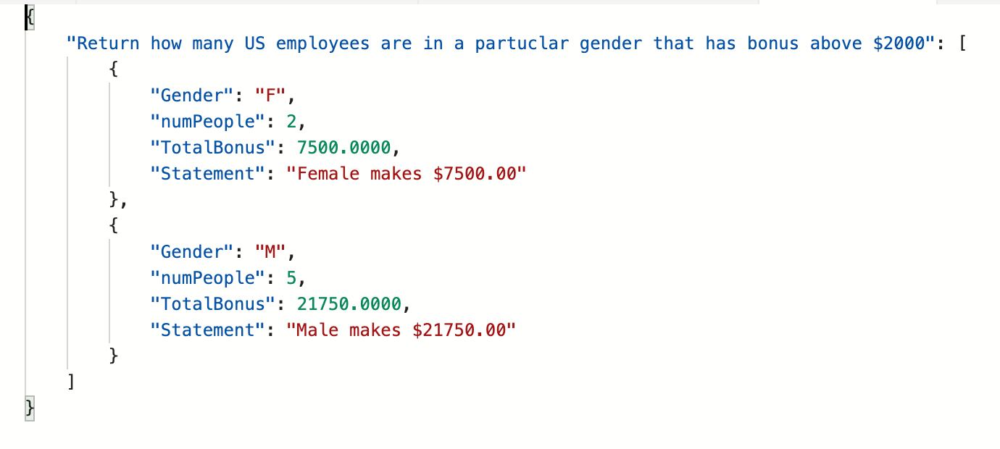 {
"Return how many US employees are in a partuclar gender that has bonus above $2000": [
{
"Gender": "F",
"numPeople": 2,
"TotalBonus": 7500.0000,
"Statement": "Female makes $7500.00"
},
{
"Gender": "M",
"numPeople": 5,
"TotalBonus": 21750.0000,
"Statement": "Male makes $21750.00"
}
]
}